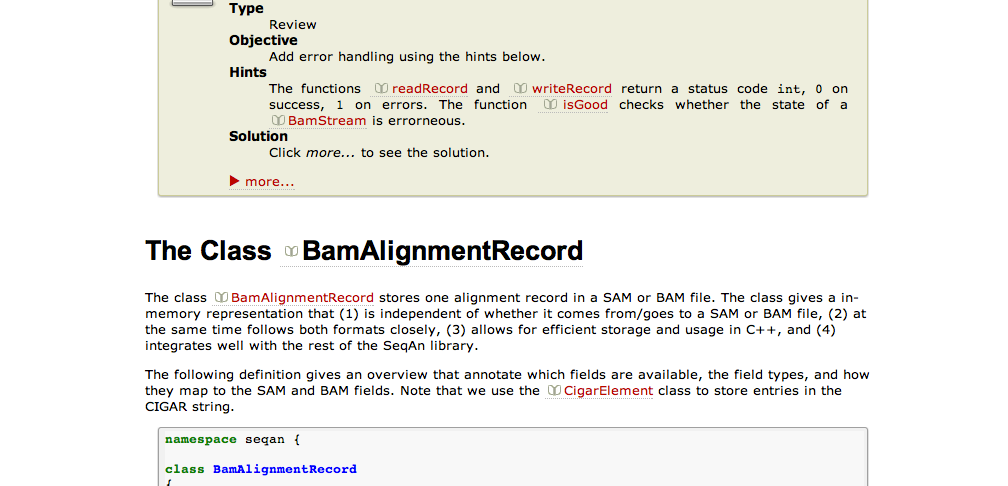 Type
Review
Objective
Add error handling using the hints below.
Hints
The functions readRecord and writeRecord return a status code int, 0 on
success, 1 on errors. The function isGood checks whether the state of a
BamStream is errorneous.
Solution
Click more... to see the solution.
more...
The Class BamAlignmentRecord
The class BamAlignmentRecord stores one alignment record in a SAM or BAM file. The class gives a in-
memory representation that (1) is independent of whether it comes from/goes to a SAM or BAM file, (2) at
the same time follows both formats closely, (3) allows for efficient storage and usage in C++, and (4)
integrates well with the rest of the SeqAn library.
The following definition gives an overview that annotate which fields are available, the field types, and how
they map to the SAM and BAM fields. Note that we use the CigarElement class to store entries in the
CIGAR string.
namespace seqan {
class BamAlignmentRecord
{